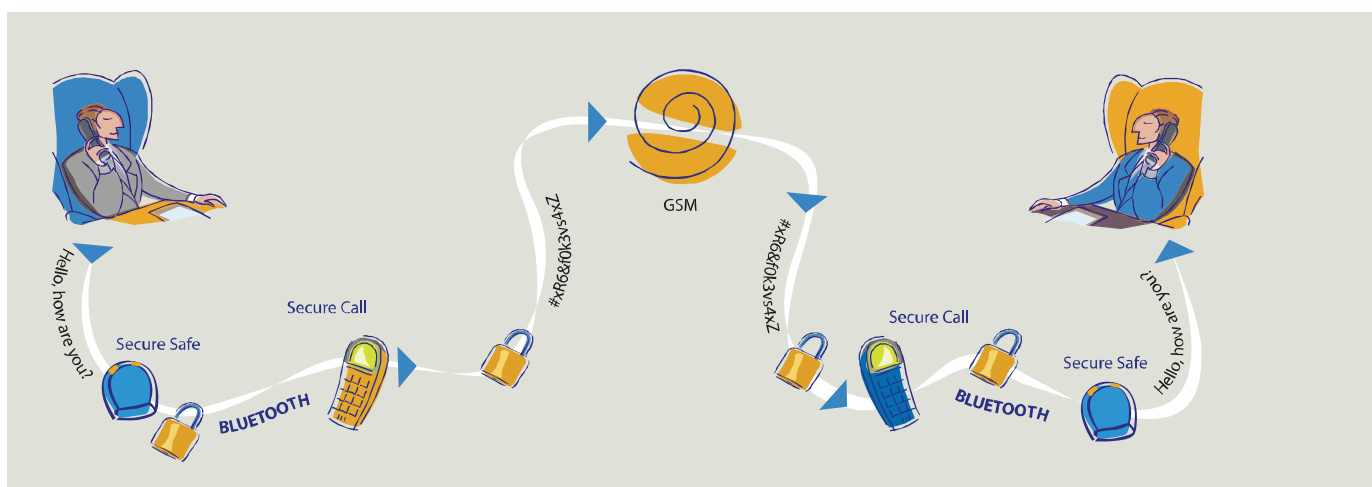 Hello, how are you?
Secure Safe
BLUETOOTH
Secure Call
#xR6&f0k3vs4xZ
GSM
#xR6&f0k3vs4xZ
Secure Call
BLUETOOTH
Secure Safe
Hello, how are you?